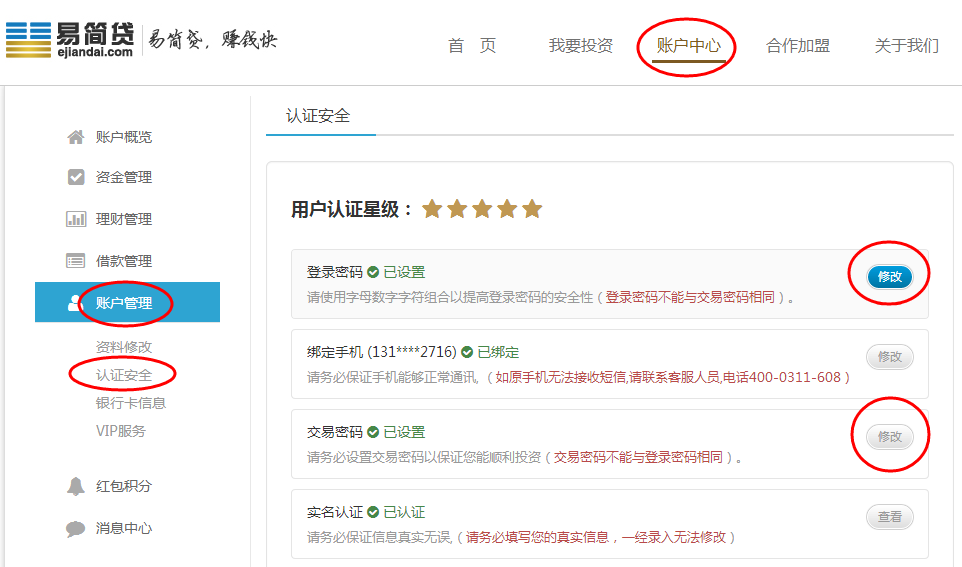 易简贷
ejiandai.com
易简贷，赚钱快
首 页
我要投资
账户中心
合作加盟
关于我们
账户概览
资金管理
理财管理
借款管理
账户管理
资料修改
认证安全
银行卡信息
VIP服务
红包积分
消息中心
认证安全
用户认证星级：
登录密码 已设置
请使用字母数字字符组合以提高登录密码的安全性（登录密码不能与交易密码相同）。
修改
绑定手机 (131****2716) 已绑定
请务必保证手机能够正常通讯,（如原手机无法接收短信,请联系客服人员,电话400-0311-608）
修改
交易密码 已设置
请务必设置交易密码以保证您能顺利投资（交易密码不能与登录密码相同）。
修改
实名认证 已认证
请务必保证信息真实无误,（请务必填写您的真实信息，一经录入无法修改）
查看